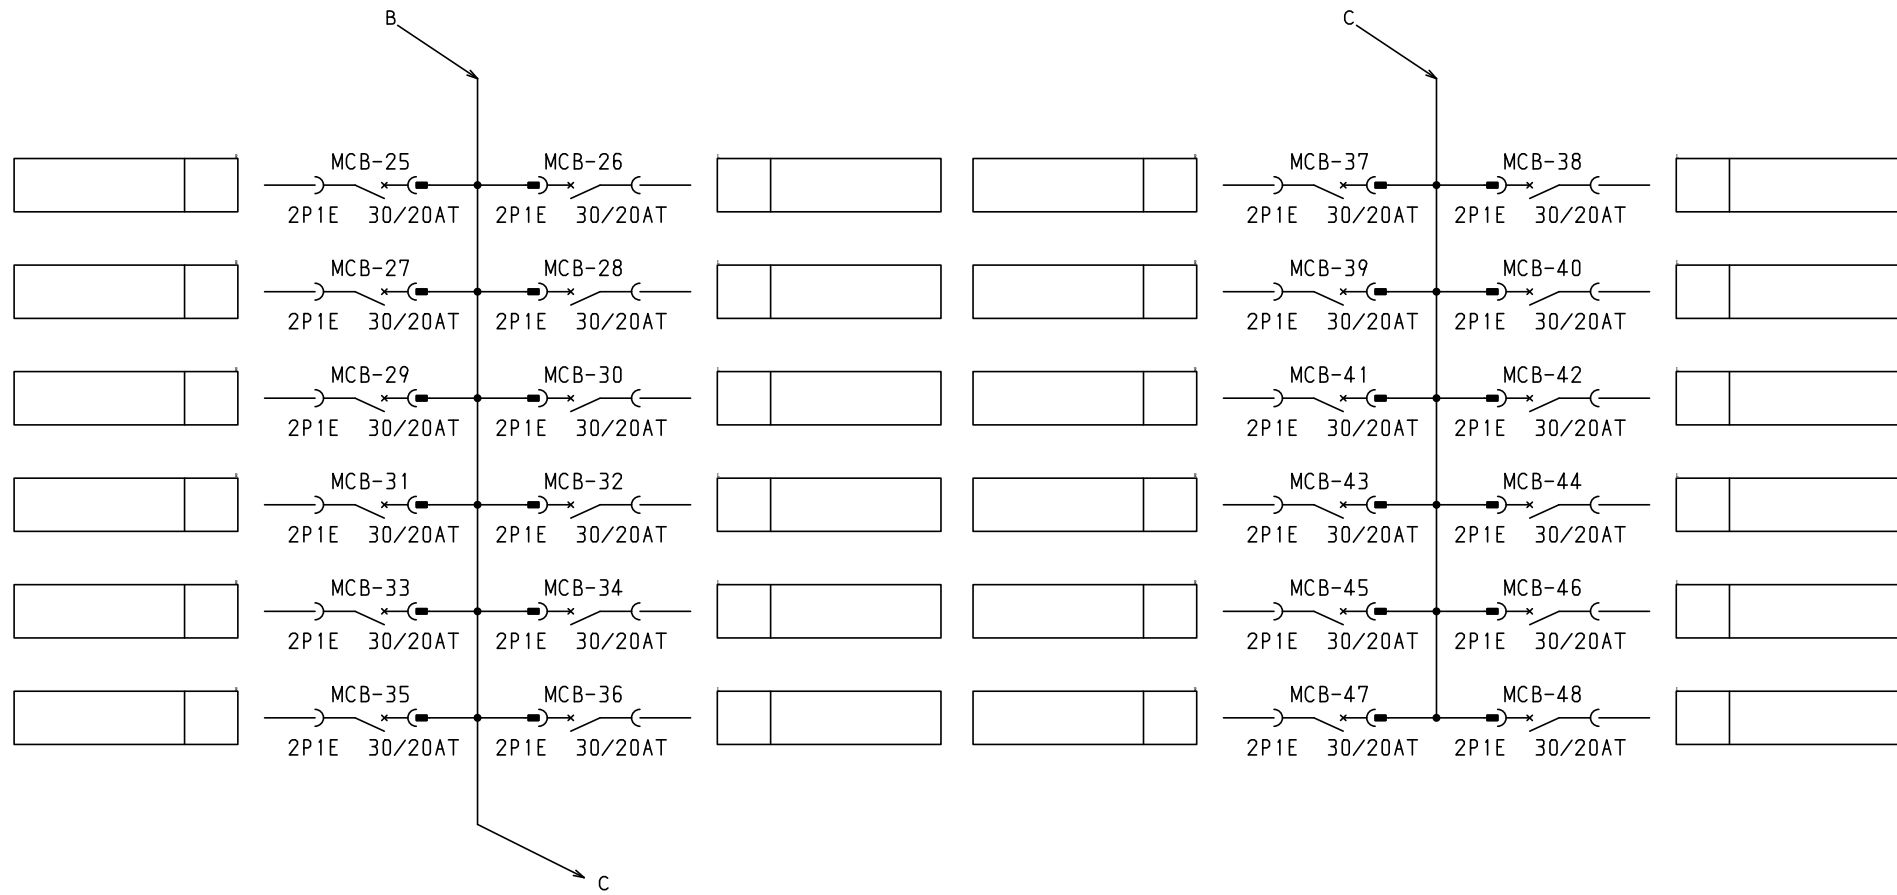 B
C
MCB-25 MCB-26 MCB-37 MCB-38
2P1E 30/20AT 2P1E 30/20AT 2P1E 30/20AT 2P1E 30/20AT
MCB-27 MCB-28 MCB-39 MCB-40
2P1E 30/20AT 2P1E 30/20AT 2P1E 30/20AT 2P1E 30/20AT
MCB-29 MCB-30 MCB-41 MCB-42
2P1E 30/20AT 2P1E 30/20AT 2P1E 30/20AT 2P1E 30/20AT
MCB-31 MCB-32 MCB-43 MCB-44
2P1E 30/20AT 2P1E 30/20AT 2P1E 30/20AT 2P1E 30/20AT
MCB-33 MCB-34 MCB-45 MCB-46
2P1E 30/20AT 2P1E 30/20AT 2P1E 30/20AT 2P1E 30/20AT
MCB-35 MCB-36 MCB-47 MCB-48
2P1E 30/20AT 2P1E 30/20AT 2P1E 30/20AT 2P1E 30/20AT
C